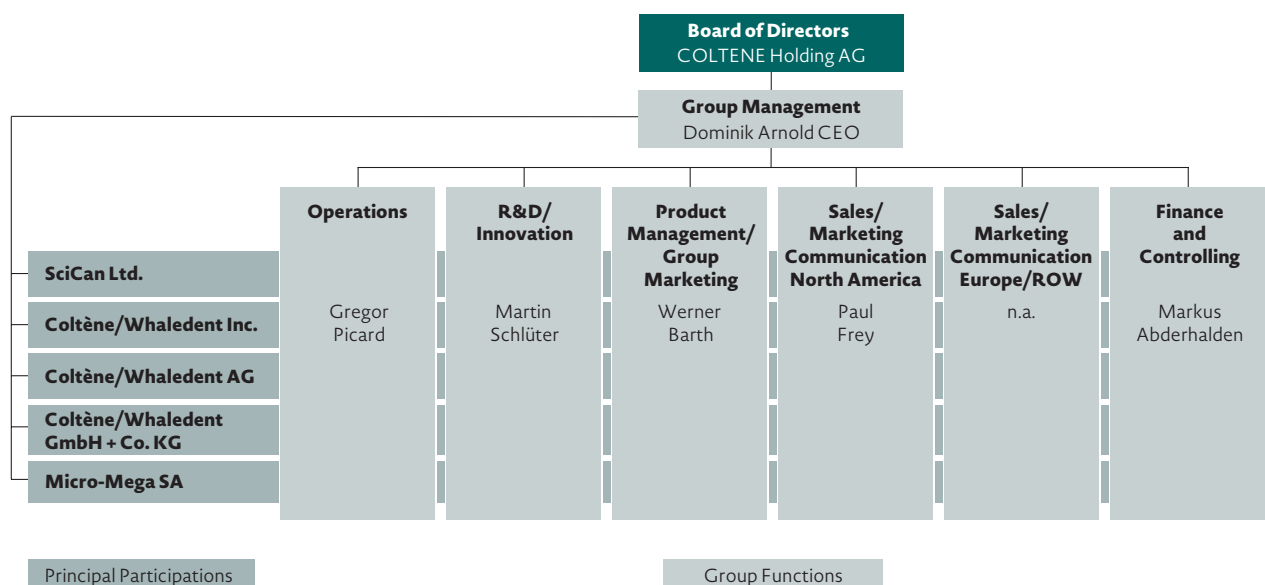 Board of Directors
COLTENE Holding AG
Group Management
Dominik Arnold CEO
Operations
Gregor
Picard
R&D/
Innovation
Martin
Schlüter
Product
Management/
Group
Marketing
Werner
Barth
Sales/
Marketing
Communication
North America
Paul
Frey
Sales/
Marketing
Communication
Europe/ROW
n.a.
Finance
and
Controlling
Markus
Abderhalden
SciCan Ltd.
Coltène/Whaledent Inc.
Coltène/Whaledent AG
Coltène/Whaledent
GmbH + Co. KG
Micro-Mega SA
Principal Participations
Group Functions